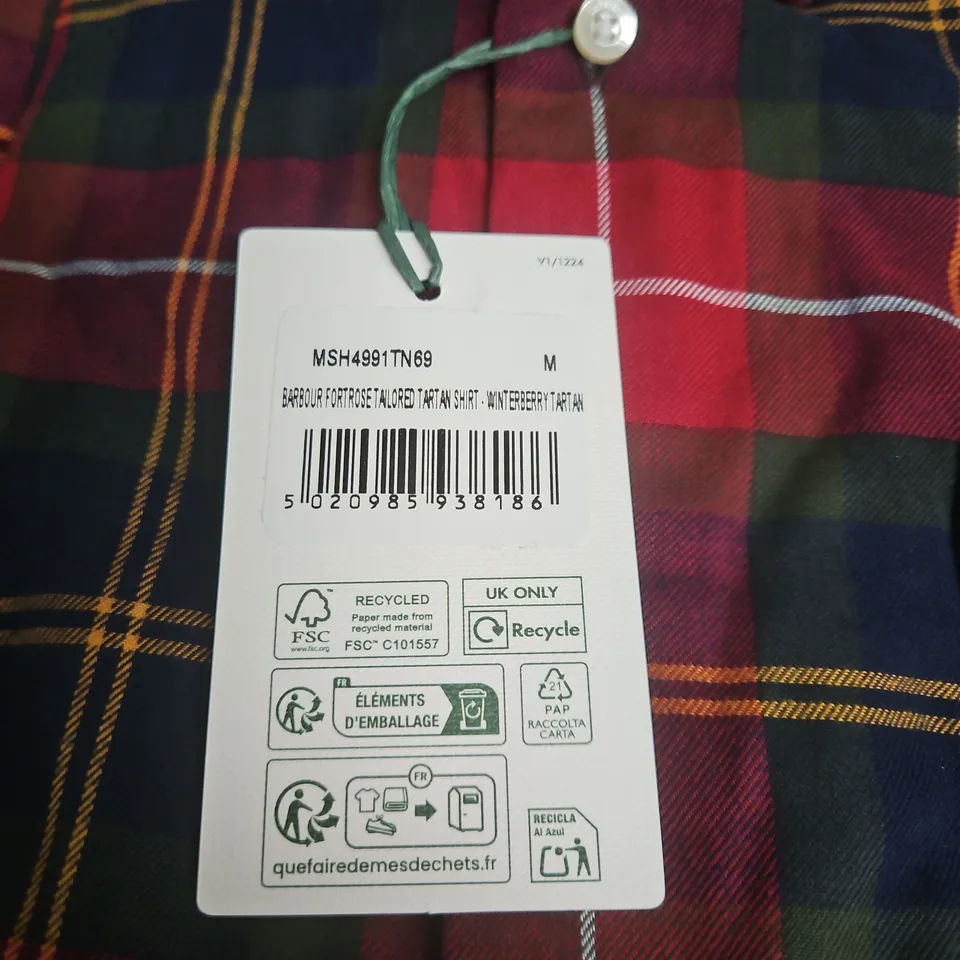 V1/1224
MSH4991TN69 M
BARBOUR FORTROSE TAILORED TARTAN SHIRT - WINTERBERRY TARTAN
5 020985 938186
FSC
www.fsc.org
RECYCLED
Paper made from
recycled material
FSC™ C101557
UK ONLY
Recycle
FR
ÉLÉMENTS
D'EMBALLAGE
21
PAP
RACCOLTA
CARTA
FR
quefairedemesdechets.fr
RECICLA
Al Azul